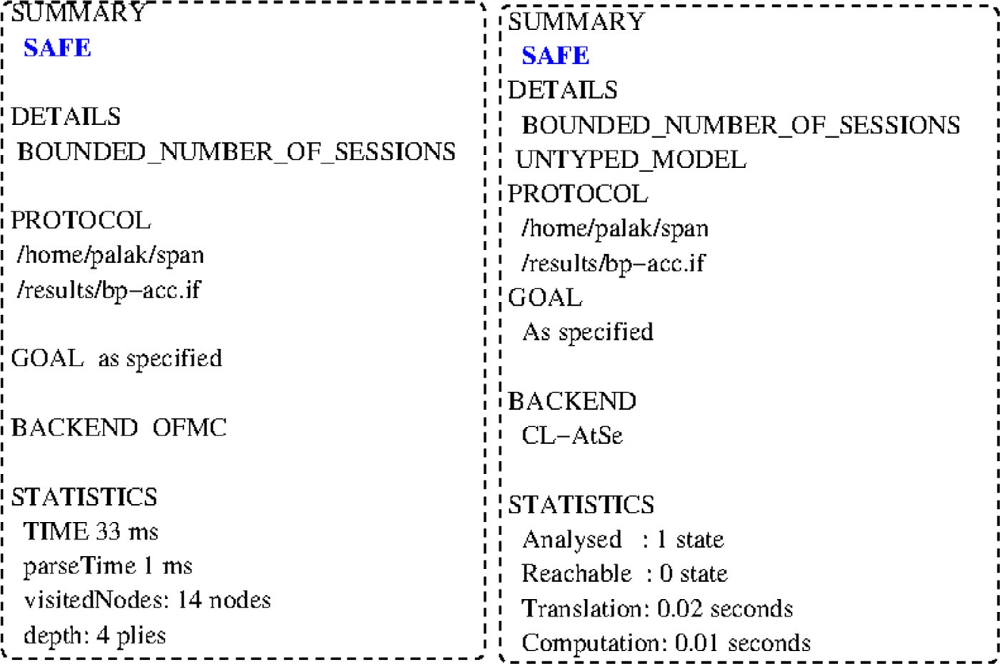 SUMMARY
SAFE
DETAILS
BOUNDED_NUMBER_OF_SESSIONS
PROTOCOL
/home/palak/span
/results/bp-acc.if
GOAL as specified
BACKEND OFMC
STATISTICS
TIME 33 ms
parseTime 1 ms
visitedNodes: 14 nodes
depth: 4 plies
SUMMARY
SAFE
DETAILS
BOUNDED_NUMBER_OF_SESSIONS
UNTYPED_MODEL
PROTOCOL
/home/palak/span
/results/bp-acc.if
GOAL
As specified
BACKEND
CL-AtSe
STATISTICS
Analysed : 1 state
Reachable : 0 state
Translation: 0.02 seconds
Computation: 0.01 seconds